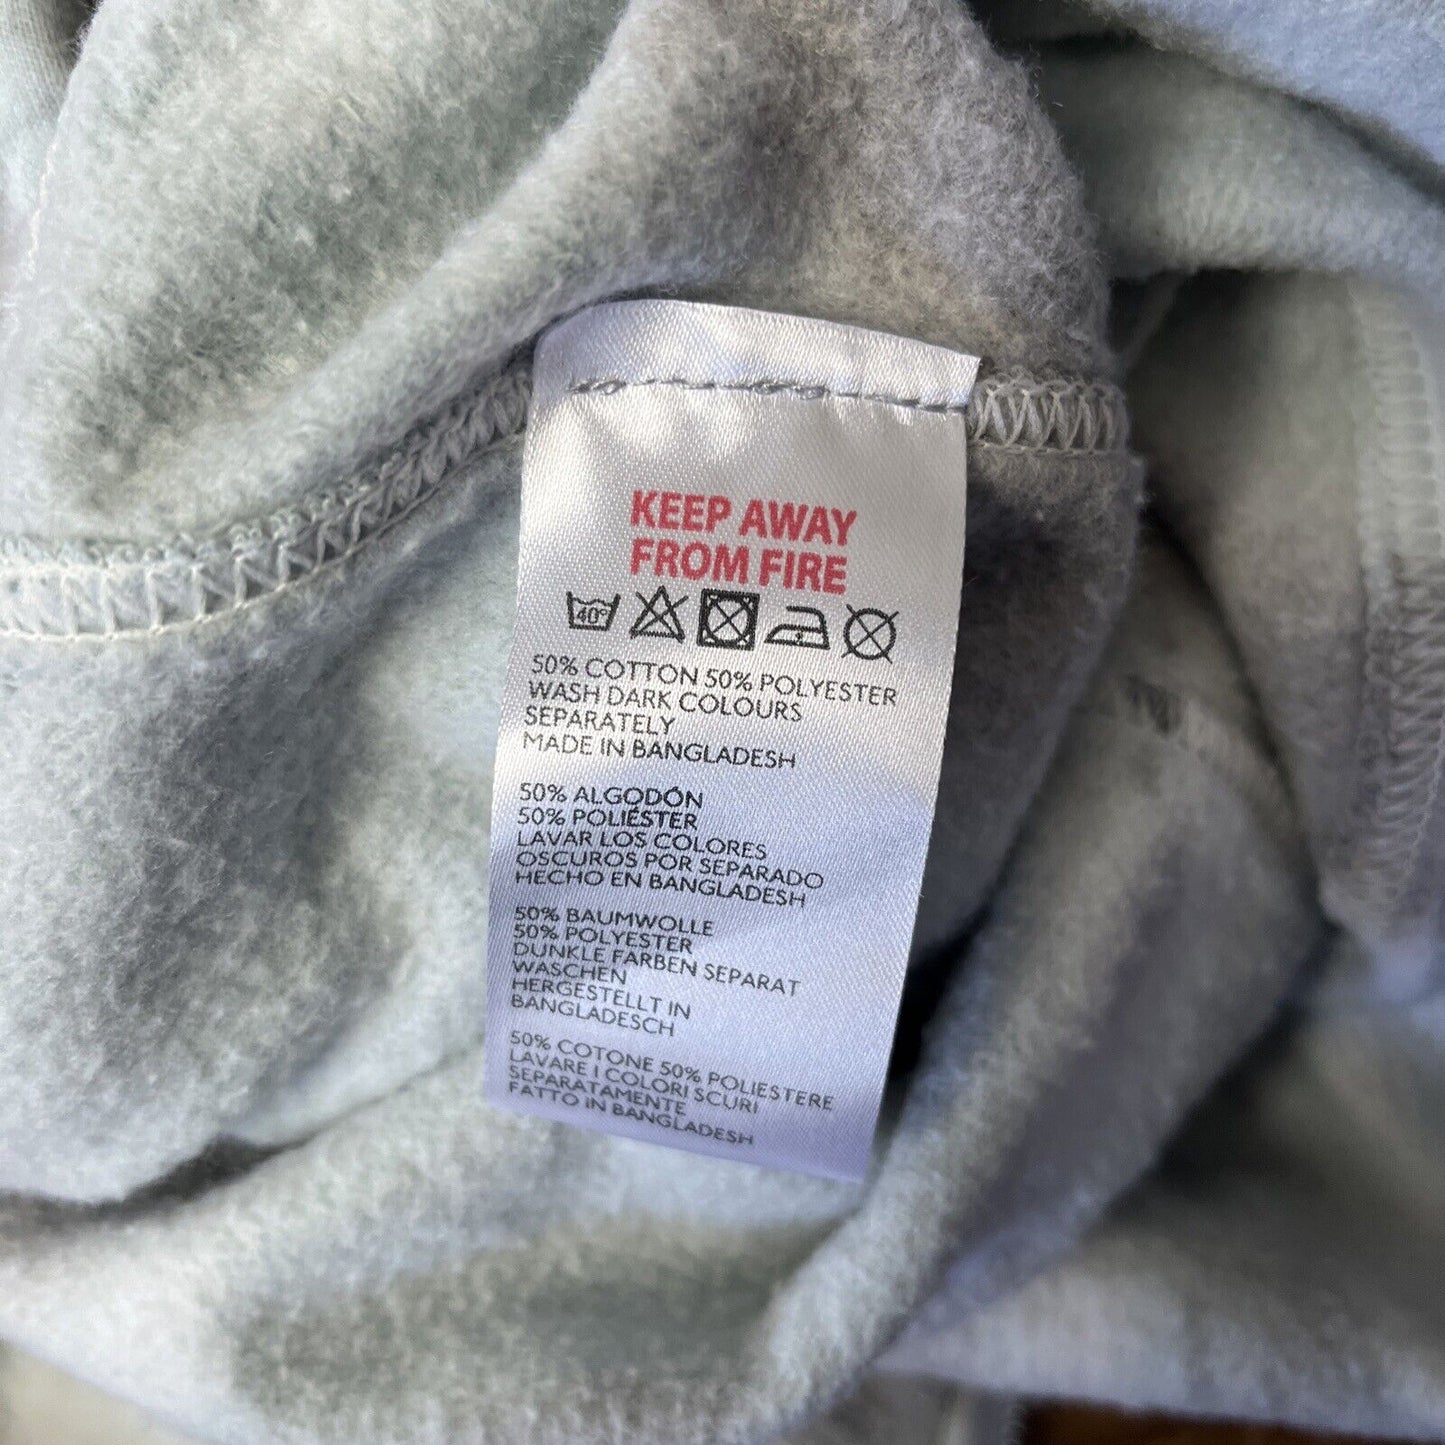 KEEP AWAY
FROM FIRE
40°
50% COTTON 50% POLYESTER
WASH DARK COLOURS
SEPARATELY
MADE IN BANGLADESH
50% ALGODÓN
50% POLIÉSTER
LAVAR LOS COLORES
OSCUROS POR SEPARADO
HECHO EN BANGLADESH
50% BAUMWOLLE
50% POLYESTER
DUNKLE FARBEN SEPARAT
WASCHEN
HERGESTELLT IN
BANGLADESCH
50% COTONE 50% POLIESTERE
LAVARE I COLORI SCURI
SEPARATAMENTE
FATTO IN BANGLADESH